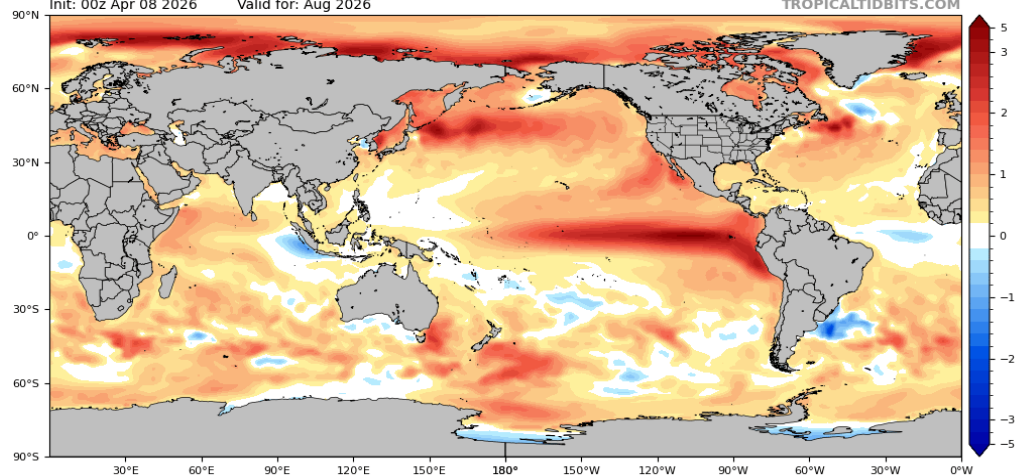 Init: 00z Apr 08 2026 Valid for: Aug 2026 TROPICALTIDBITS.COM
90°N
60°N
30°N
0°
30°S
60°S
90°S
30°E 60°E 90°E 120°E 150°E 180° 150°W 120°W 90°W 60°W 30°W 0°W
5
3
2
1
0
−1
−2
−3
−5